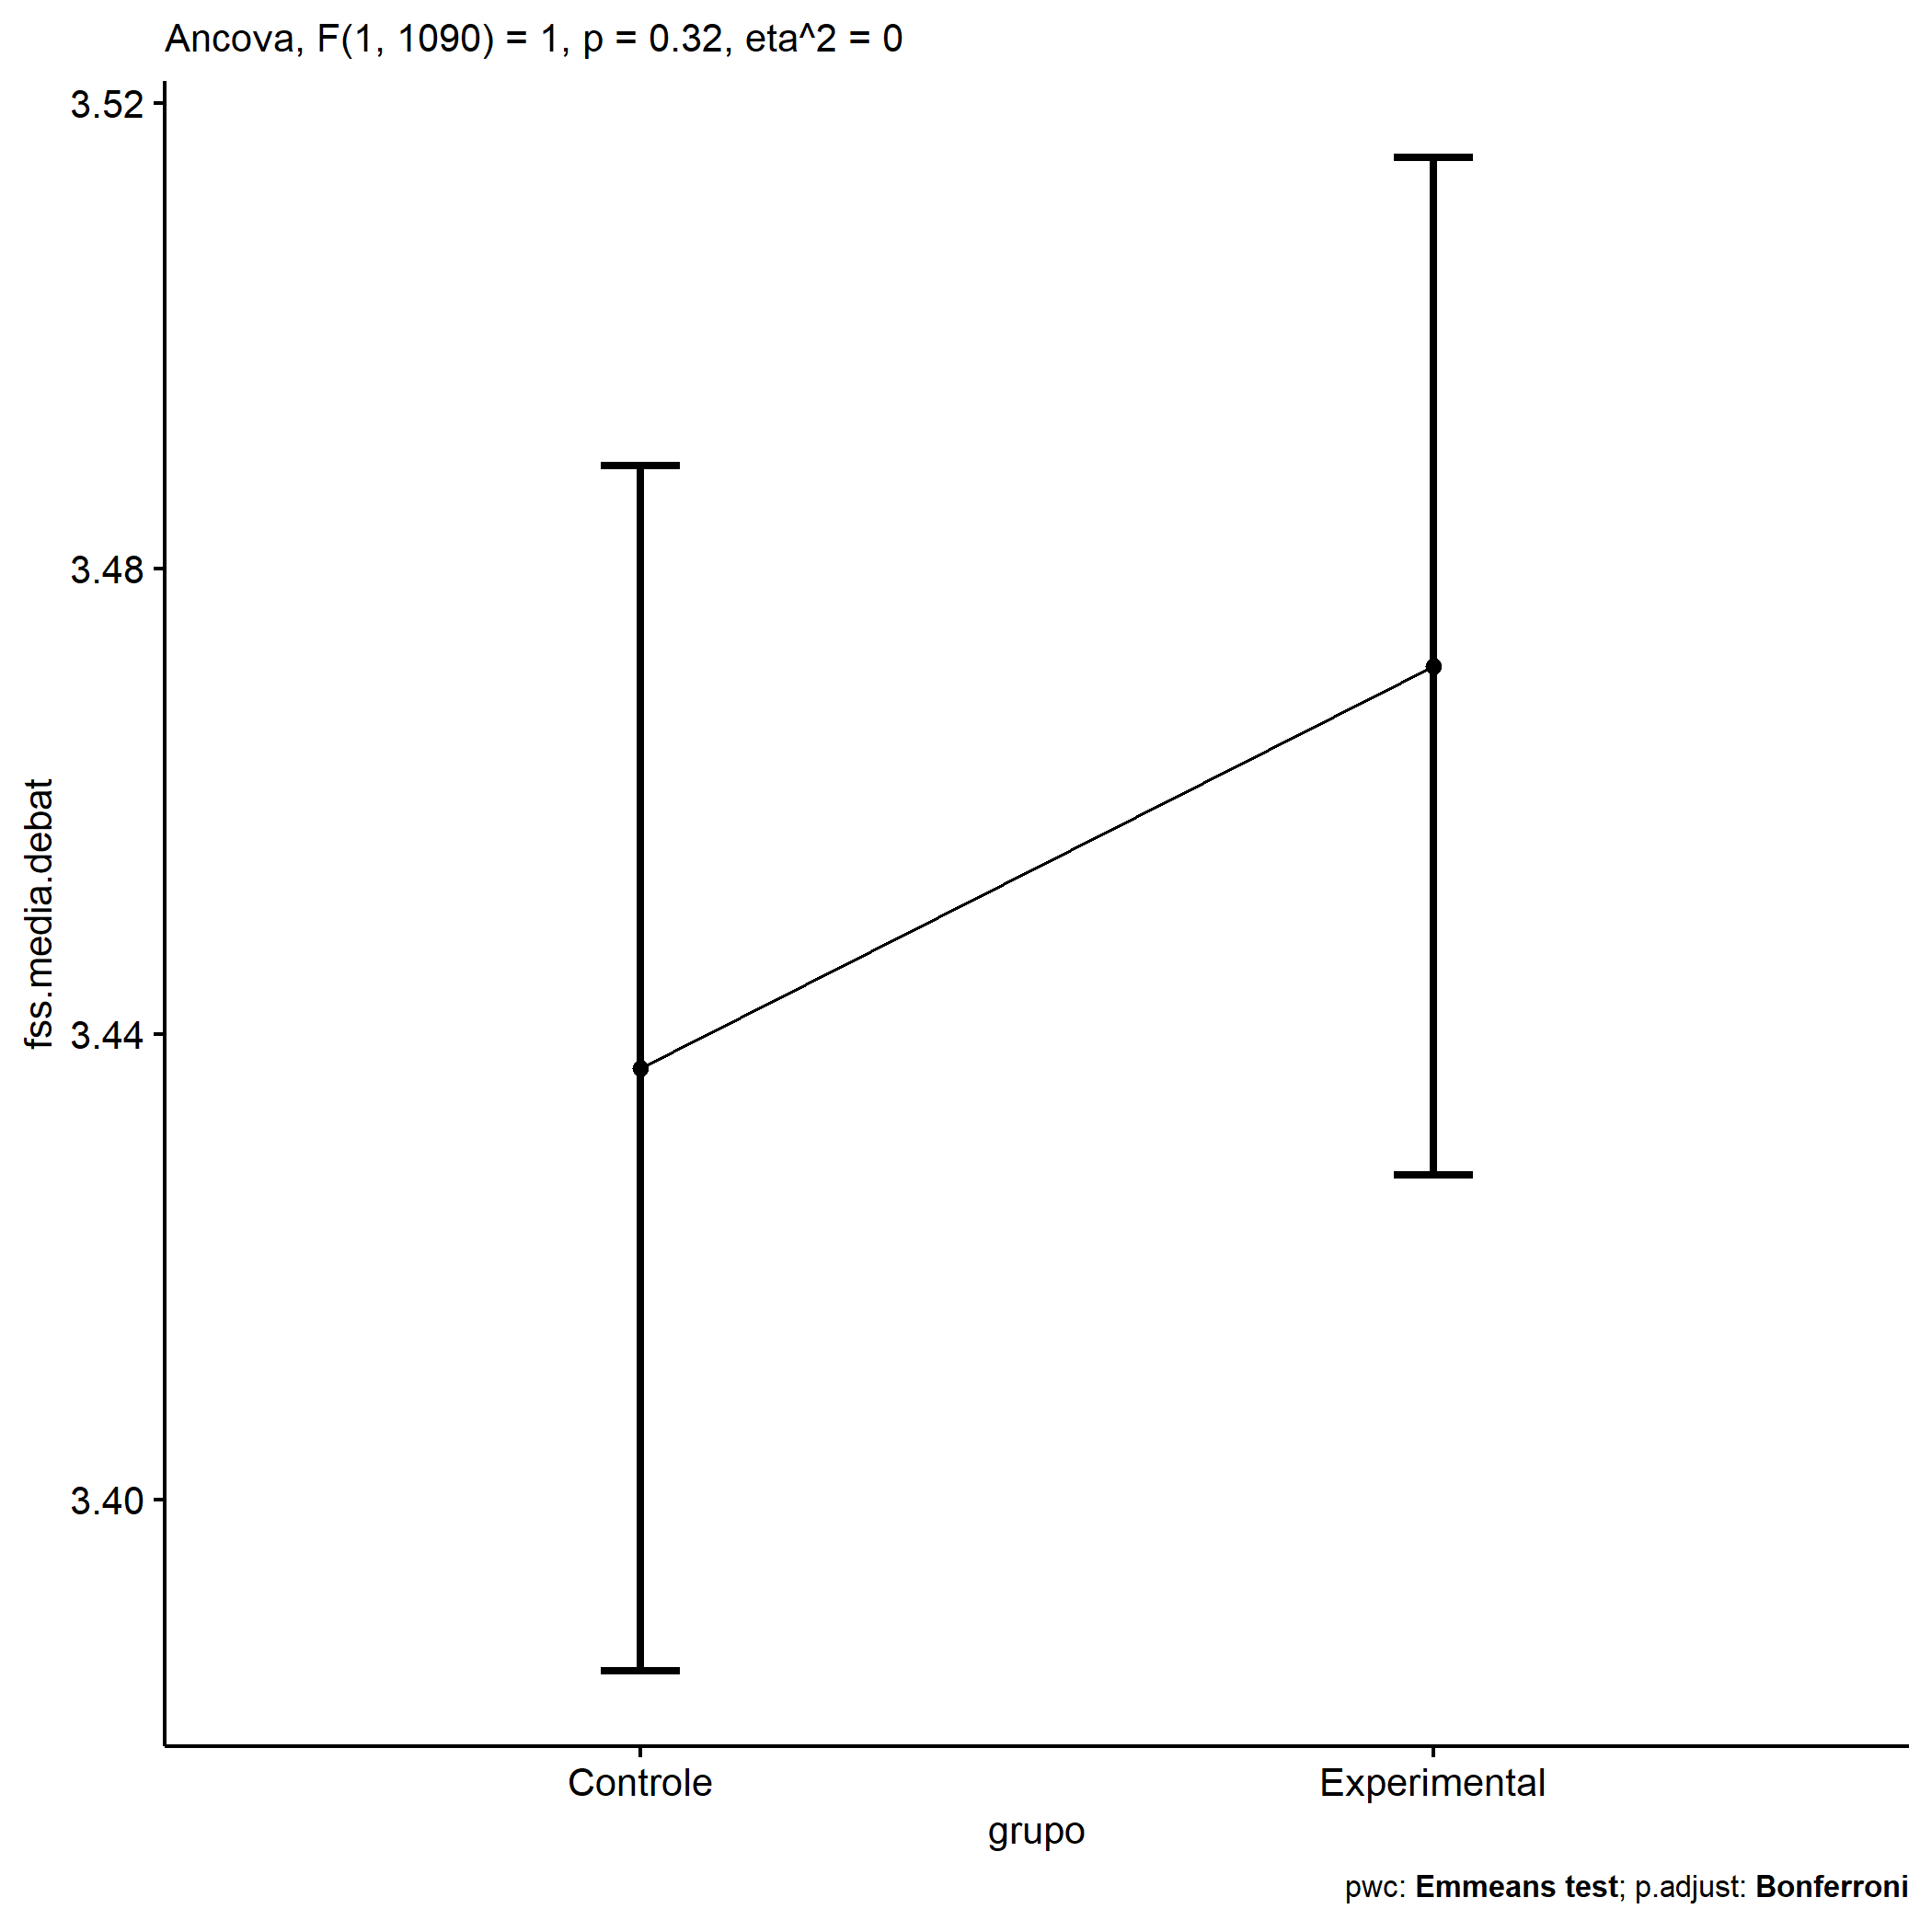 Ancova, F(1, 1090) = 1, p = 0.32, eta^2 = 0
3.52
3.48
3.44
3.40
fss.media.debat
Controle
Experimental
grupo
pwc: Emmeans test; p.adjust: Bonferroni